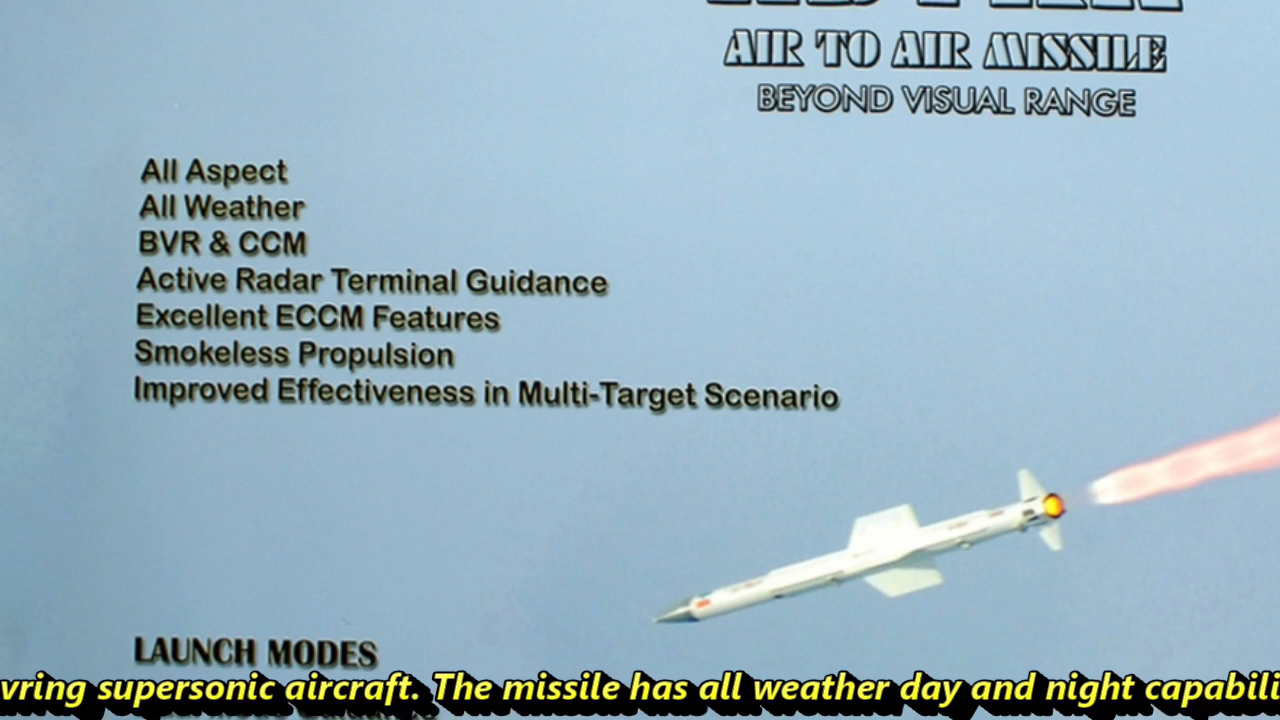 AIR TO AIR MISSILE
BEYOND VISUAL RANGE
All Aspect
All Weather
BVR & CCM
Active Radar Terminal Guidance
Excellent ECCM Features
Smokeless Propulsion
Improved Effectiveness in Multi-Target Scenario
LAUNCH MODES
vring supersonic aircraft. The missile has all weather day and night capabili